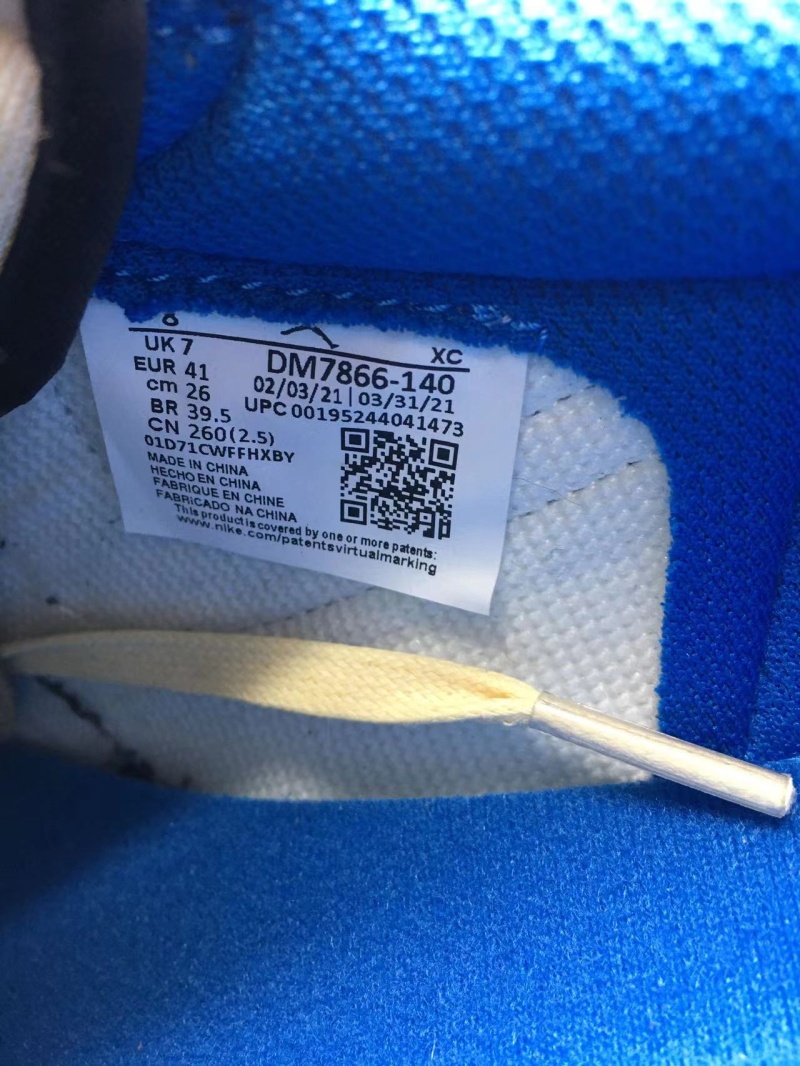 8
XC
UK 7
DM7866-140
EUR 41
02/03/21 | 03/31/21
cm 26
UPC 00195244041473
BR 39.5
CN 260(2.5)
01D71CWFFHXBY
MADE IN CHINA
HECHO EN CHINA
FABRIQUE EN CHINE
FABRICADO NA CHINA
This product is covered by one or more patents:
www.nike.com/patentsvirtualmarking